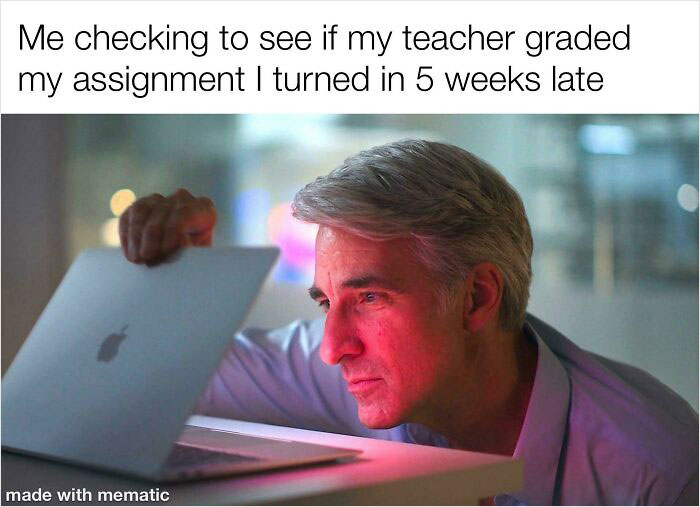 Me checking to see if my teacher graded
my assignment I turned in 5 weeks late
made with mematic